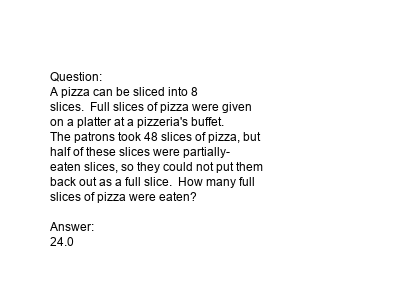 Question:
A pizza can be sliced into 8
slices.  Full slices of pizza were given
on a platter at a pizzeria's buffet.
The patrons took 48 slices of pizza, but
half of these slices were partially-
eaten slices, so they could not put them
back out as a full slice.  How many full
slices of pizza were eaten?

Answer:
24.0